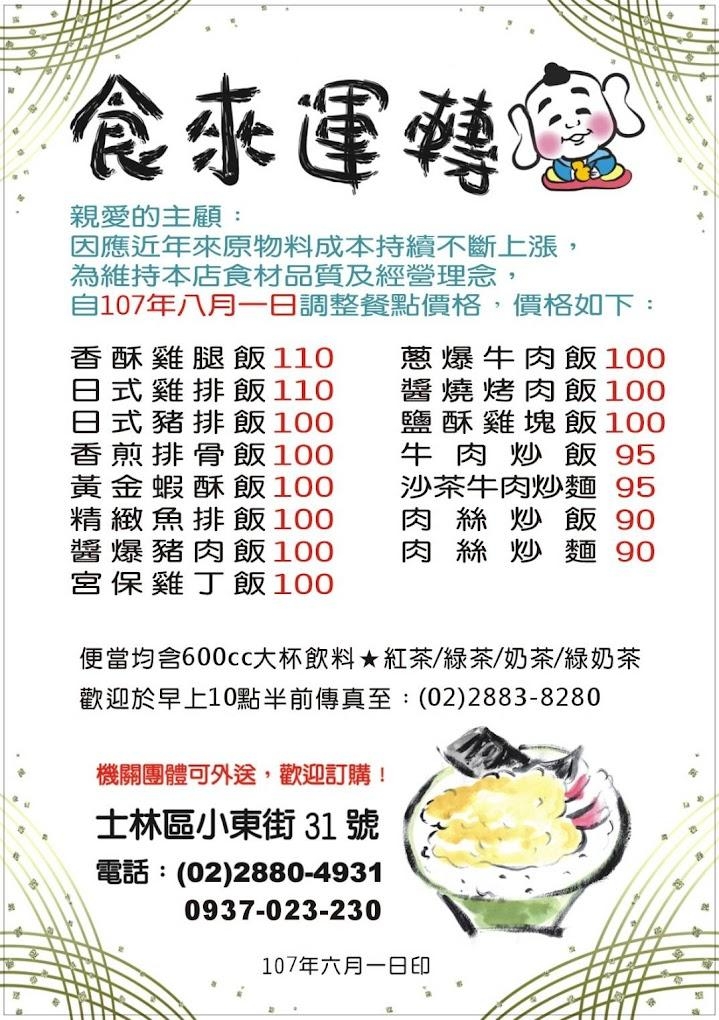 食來運轉
親愛的主顧：
因應近年來原物料成本持續不斷上漲，
為維持本店食材品質及經營理念，
自107年八月一日調整餐點價格，價格如下：
香酥雞腿飯110
日式雞排飯110
日式豬排飯100
香煎排骨飯100
黃金蝦酥飯100
精緻魚排飯100
醬爆豬肉飯100
宮保雞丁飯100
蔥爆牛肉飯100
醬燒烤肉飯100
鹽酥雞塊飯100
牛肉炒飯 95
沙茶牛肉炒麵 95
肉絲炒飯 90
肉絲炒麵 90
便當均含600cc大杯飲料★紅茶/綠茶/奶茶/綠奶茶
歡迎於早上10點半前傳真至：(02)2883-8280
機關團體可外送，歡迎訂購！
士林區小東街 31 號
電話：(02)2880-4931
0937-023-230
107年六月一日印